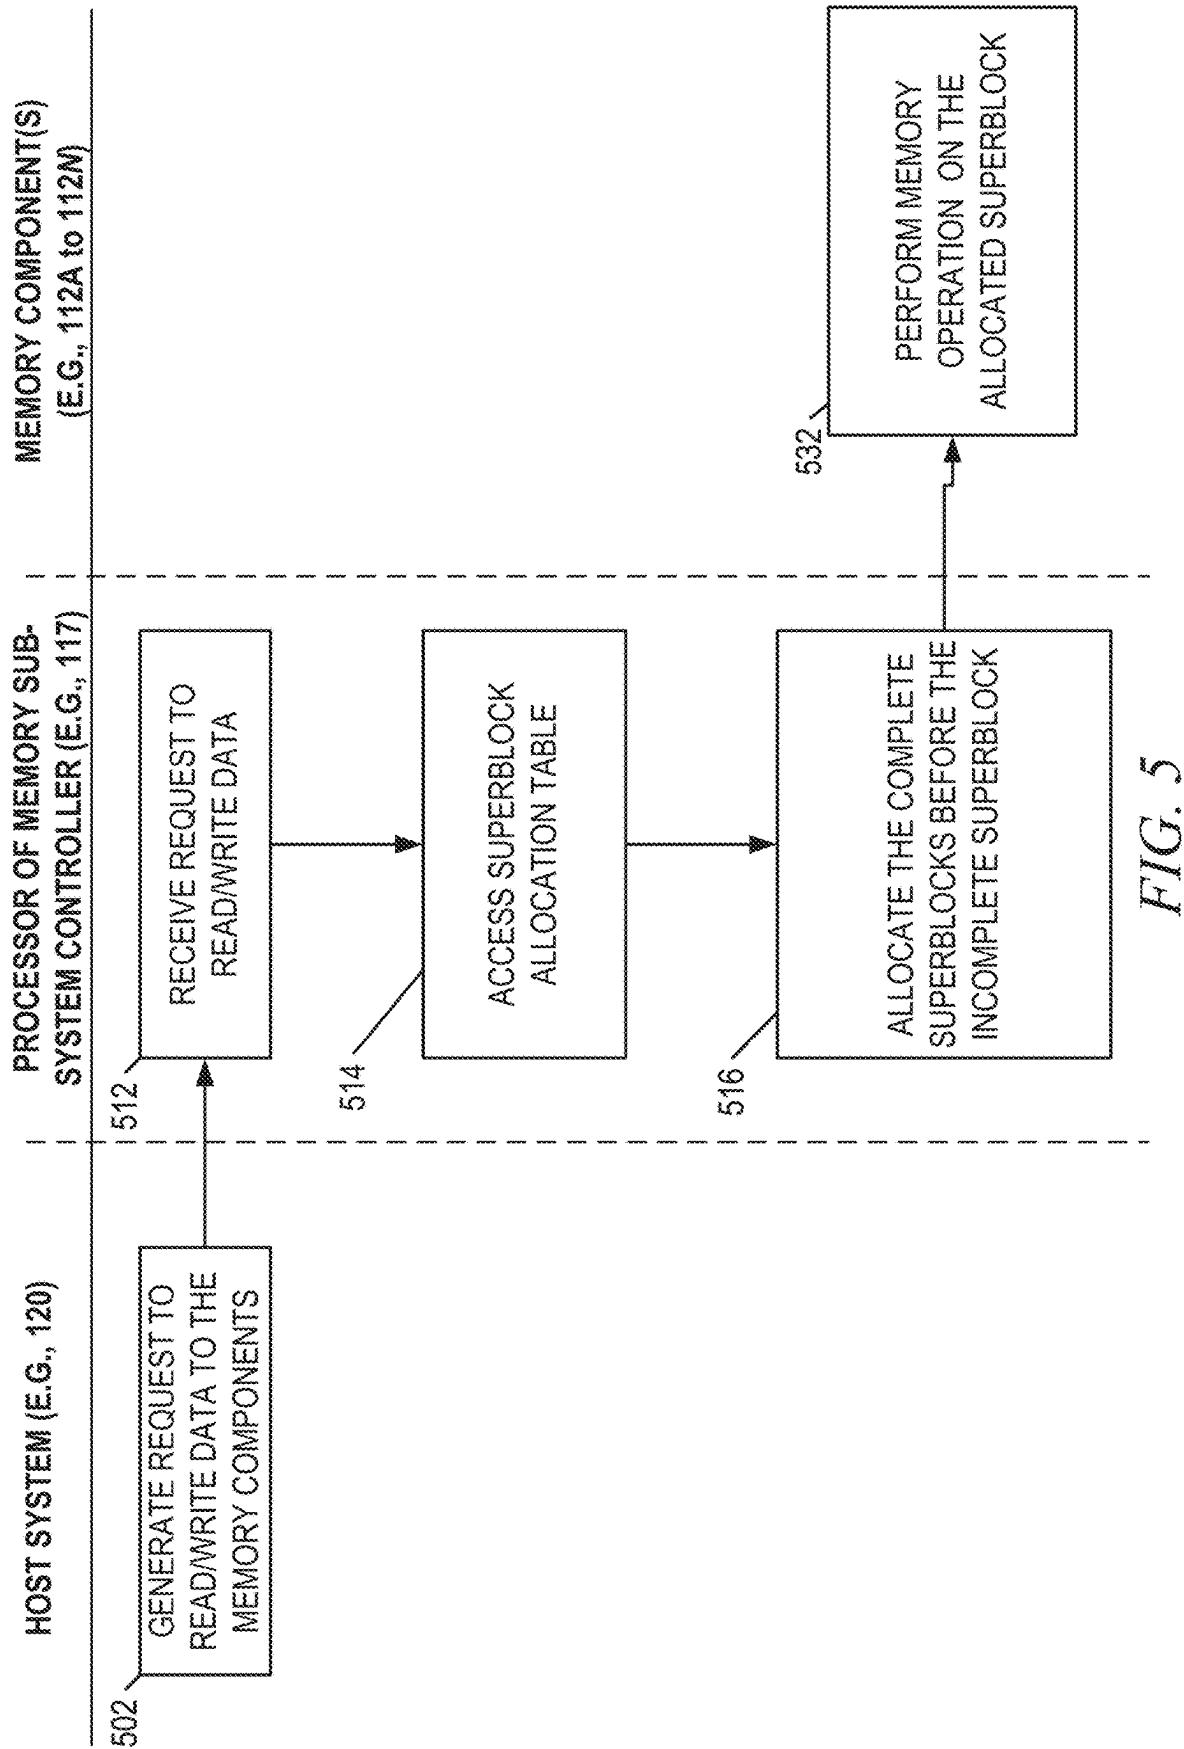 HOST SYSTEM (E.G., 120)
PROCESSOR OF MEMORY SUB-
SYSTEM CONTROLLER (E.G., 117)
MEMORY COMPONENT(S)
(E.G., 112A to 112N)
502
GENERATE REQUEST TO
READ/WRITE DATA TO THE
MEMORY COMPONENTS
512
RECEIVE REQUEST TO
READ/WRITE DATA
514
ACCESS SUPERBLOCK
ALLOCATION TABLE
516
ALLOCATE THE COMPLETE
SUPERBLOCKS BEFORE THE
INCOMPLETE SUPERBLOCK
532
PERFORM MEMORY
OPERATION ON THE
ALLOCATED SUPERBLOCK
FIG. 5